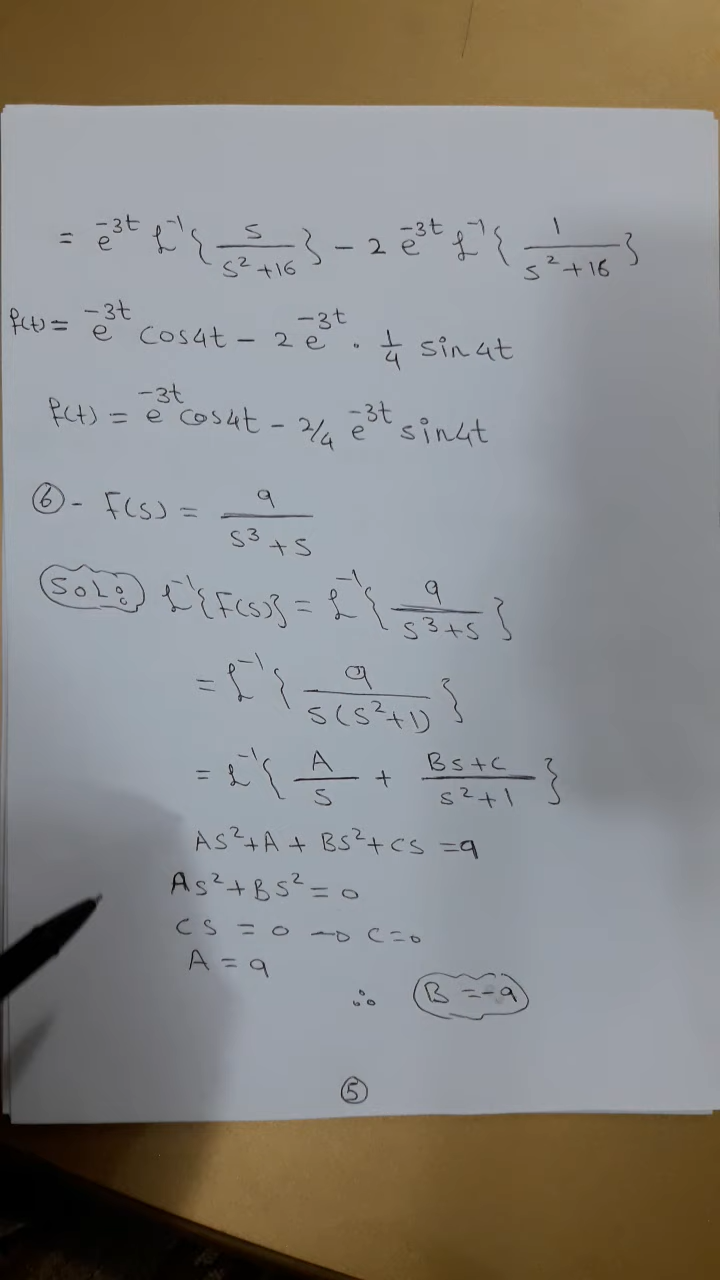 = e^{-3t} £^{-1}{ s/(s^2+16) } - 2 e^{-3t} £^{-1}{ 1/(s^2+16) }
f(t) = e^{-3t} cos4t - 2 e^{-3t} · 1/4 sin4t
f(t) = e^{-3t} cos4t - 2/4 e^{-3t} sin4t
⑥ - F(s) = 9/(s^3+s)
Sol: £^{-1}{F(s)} = £^{-1}{ 9/(s^3+s) }
= £^{-1}{ 9/(s(s^2+1)) }
= £^{-1}{ A/s + (Bs+c)/(s^2+1) }
As^2+A + Bs^2+cs = 9
As^2+Bs^2 = 0
cs = 0 → c=0
A = 9
∴ B = -9
⑤